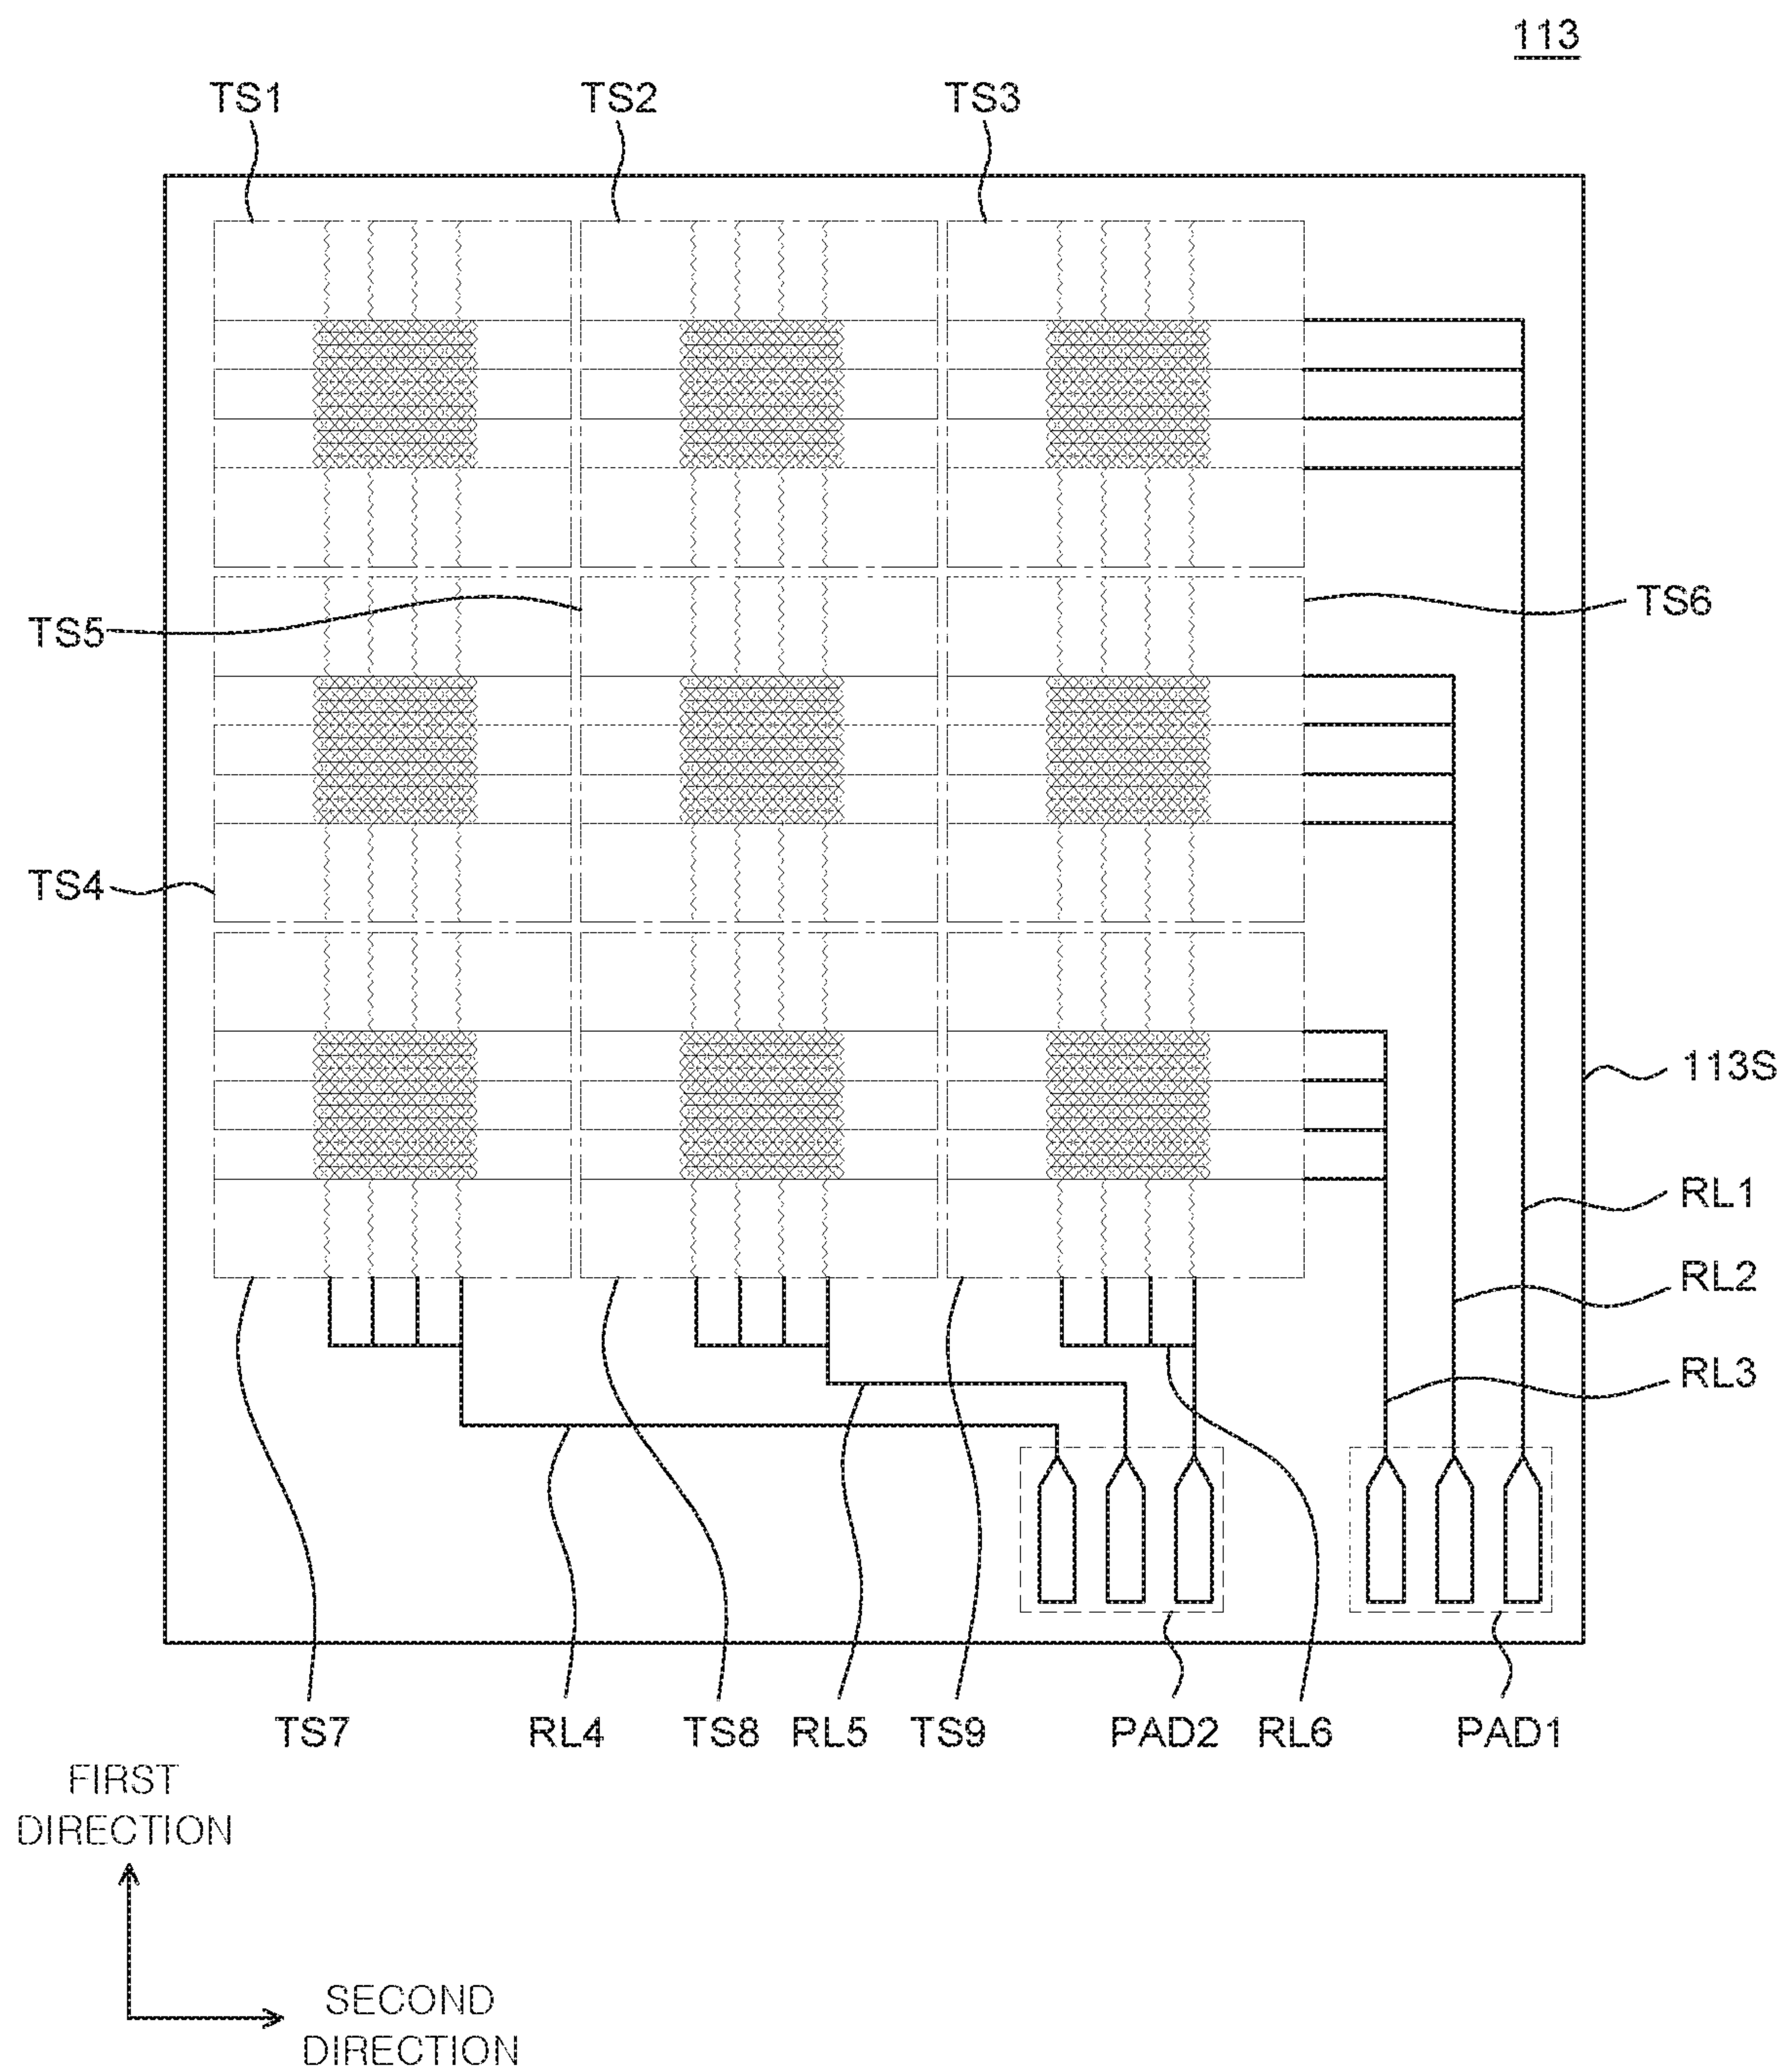 113
TS1
TS2
TS3
TS5
TS6
TS4
113S
RL1
RL2
RL3
TS7
RL4
TS8
RL5
TS9
PAD2
RL6
PAD1
FIRST
DIRECTION
SECOND
DIRECTION